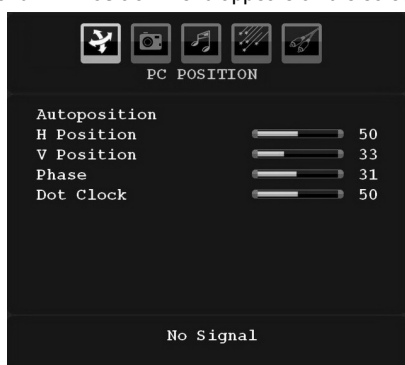 PC POSITION
Autoposition
H Position 50
V Position 33
Phase 31
Dot Clock 50
No Signal